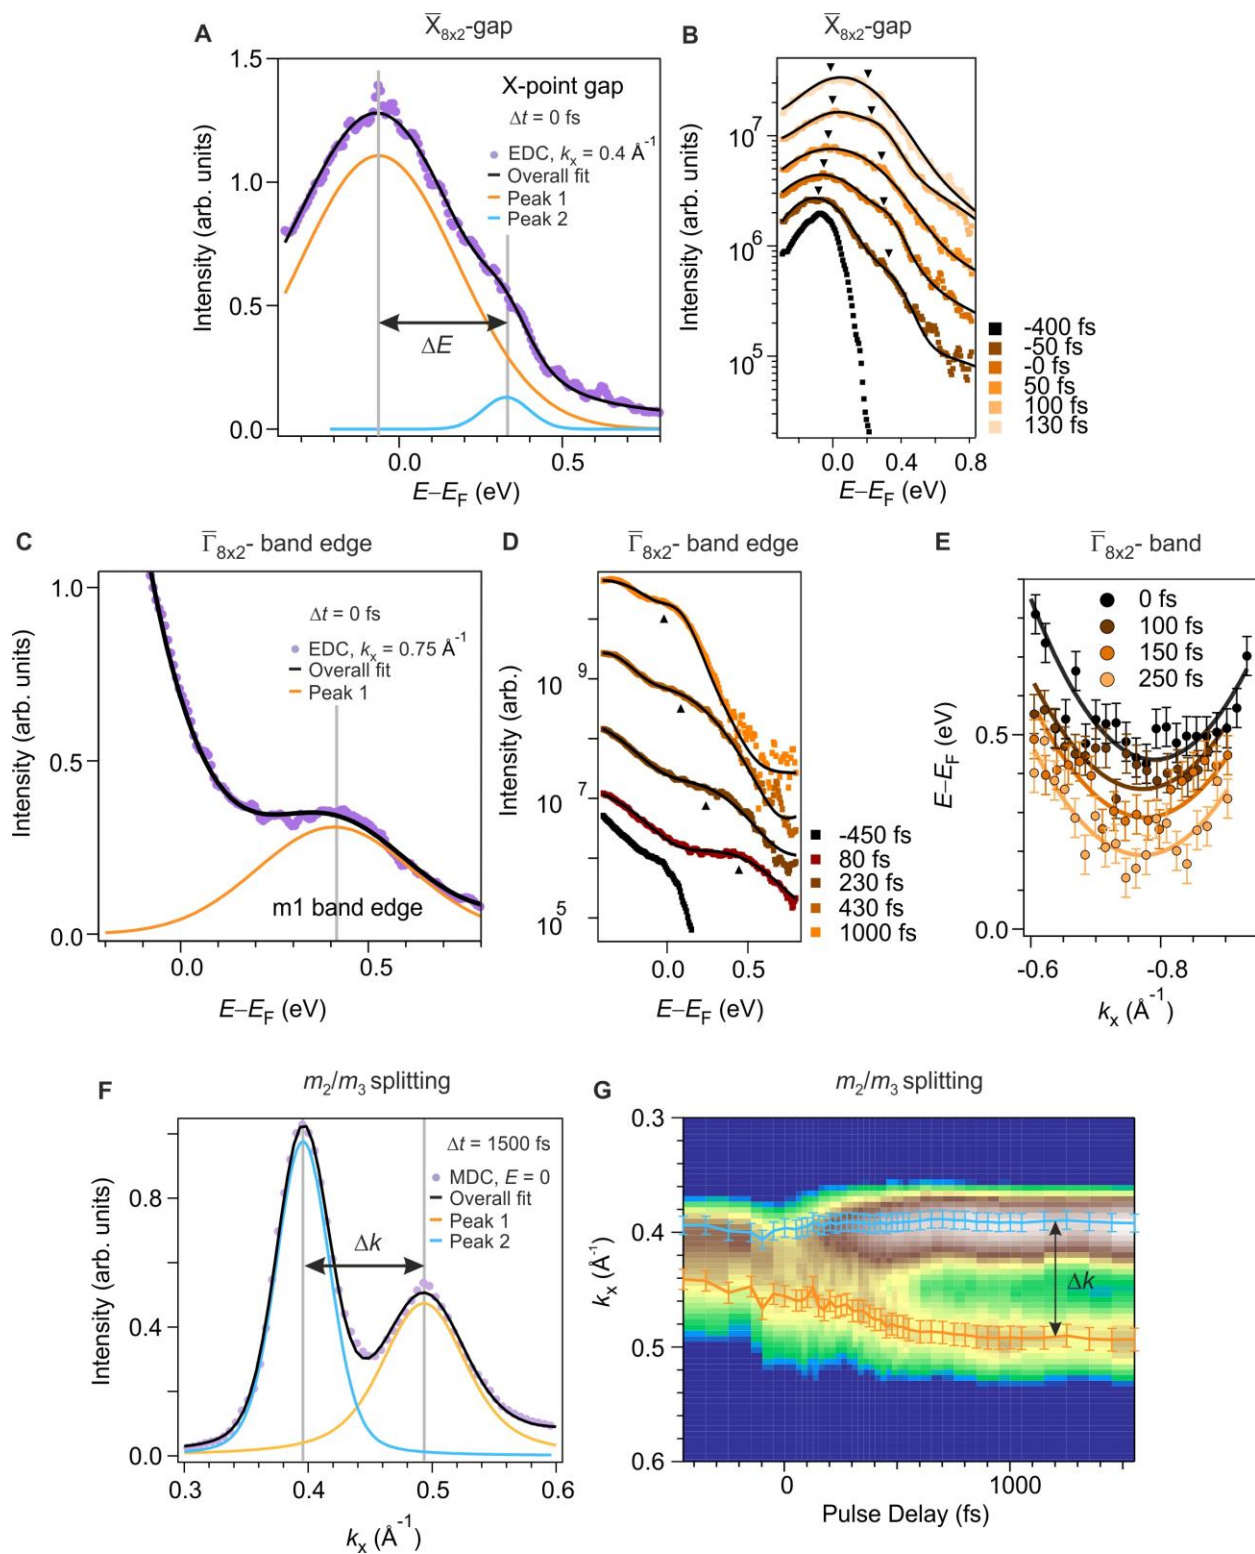 A
X̅8x2-gap
1.5
1.0
0.5
0.0
Intensity (arb. units)
X-point gap
Δt = 0 fs
EDC, kx = 0.4 Å-1
Overall fit
Peak 1
Peak 2
ΔE
0.0
0.5
E–EF (eV)
B
X̅8x2-gap
10^7
10^6
10^5
Intensity (arb. units)
-400 fs
-50 fs
-0 fs
50 fs
100 fs
130 fs
0.0
0.4
0.8
E–EF (eV)
C
Γ̅8x2- band edge
1.0
0.5
0.0
Intensity (arb. units)
Δt = 0 fs
EDC, kx = 0.75 Å-1
Overall fit
Peak 1
m1 band edge
0.0
0.5
E–EF (eV)
D
Γ̅8x2- band edge
10^9
10^7
10^5
Intensity (arb.)
-450 fs
80 fs
230 fs
430 fs
1000 fs
0.0
0.5
E–EF (eV)
E
Γ̅8x2- band
0 fs
100 fs
150 fs
250 fs
0.5
0.0
E–EF (eV)
-0.6
-0.8
kx (Å-1)
F
m2/m3 splitting
0.8
0.4
0.0
Intensity (arb. units)
Δt = 1500 fs
MDC, E = 0
Overall fit
Peak 1
Peak 2
Δk
0.3
0.4
0.5
0.6
kx (Å-1)
G
m2/m3 splitting
0.3
0.4
0.5
0.6
kx (Å-1)
Δk
0
1000
Pulse Delay (fs)